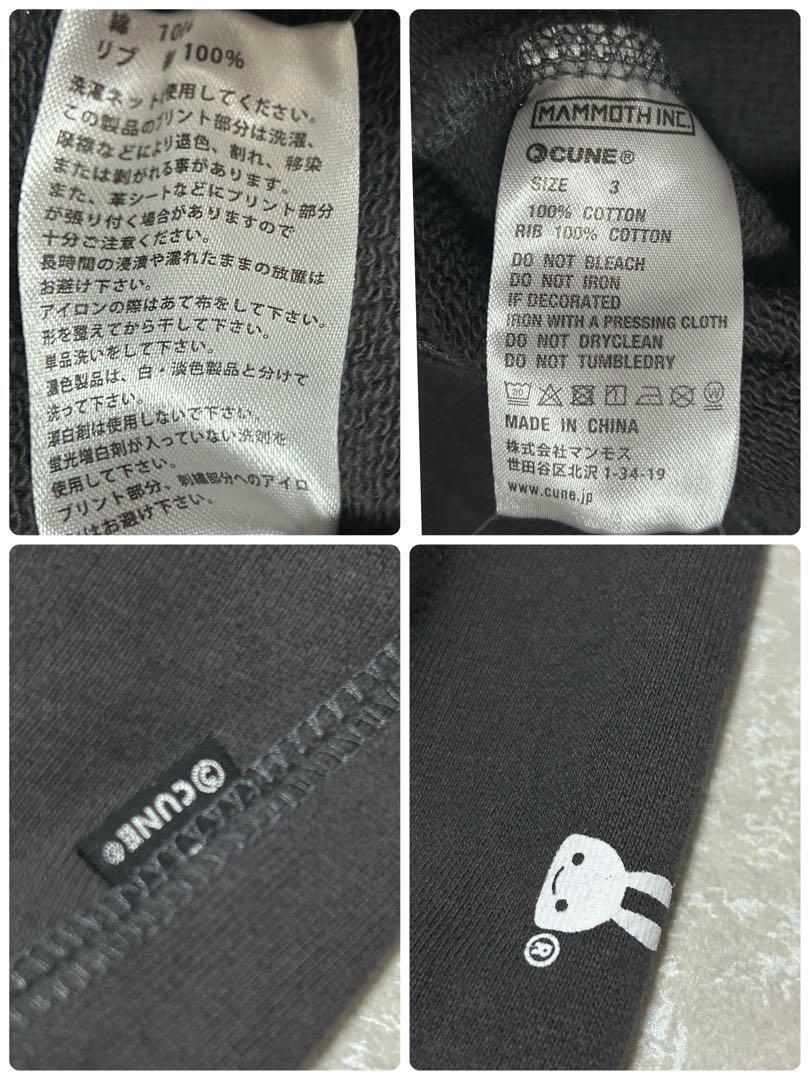 綿 100%
リブ 綿 100%
洗濯ネット使用してください。
この製品のプリント部分は洗濯、
摩擦などにより退色、割れ、移染
または剥がれる事があります。
また、革シートなどにプリント部分
が張り付く場合がありますので
十分ご注意ください。
長時間の浸漬や濡れたままの放置は
お避け下さい。
アイロンの際はあて布をして下さい。
形を整えてから干して下さい。
単品洗いをして下さい。
濃色製品は、白・淡色製品と分けて
洗って下さい。
漂白剤は使用しないで下さい。
蛍光増白剤が入っていない洗剤を
使用して下さい。
プリント部分、刺繍部分へのアイロ
はお避け下さい。
MAMMOTH INC.
CUNE®
SIZE 3
100% COTTON
RIB 100% COTTON
DO NOT BLEACH
DO NOT IRON
IF DECORATED
IRON WITH A PRESSING CLOTH
DO NOT DRYCLEAN
DO NOT TUMBLEDRY
MADE IN CHINA
株式会社マンモス
世田谷区北沢1-34-19
www.cune.jp
CUNE®
®